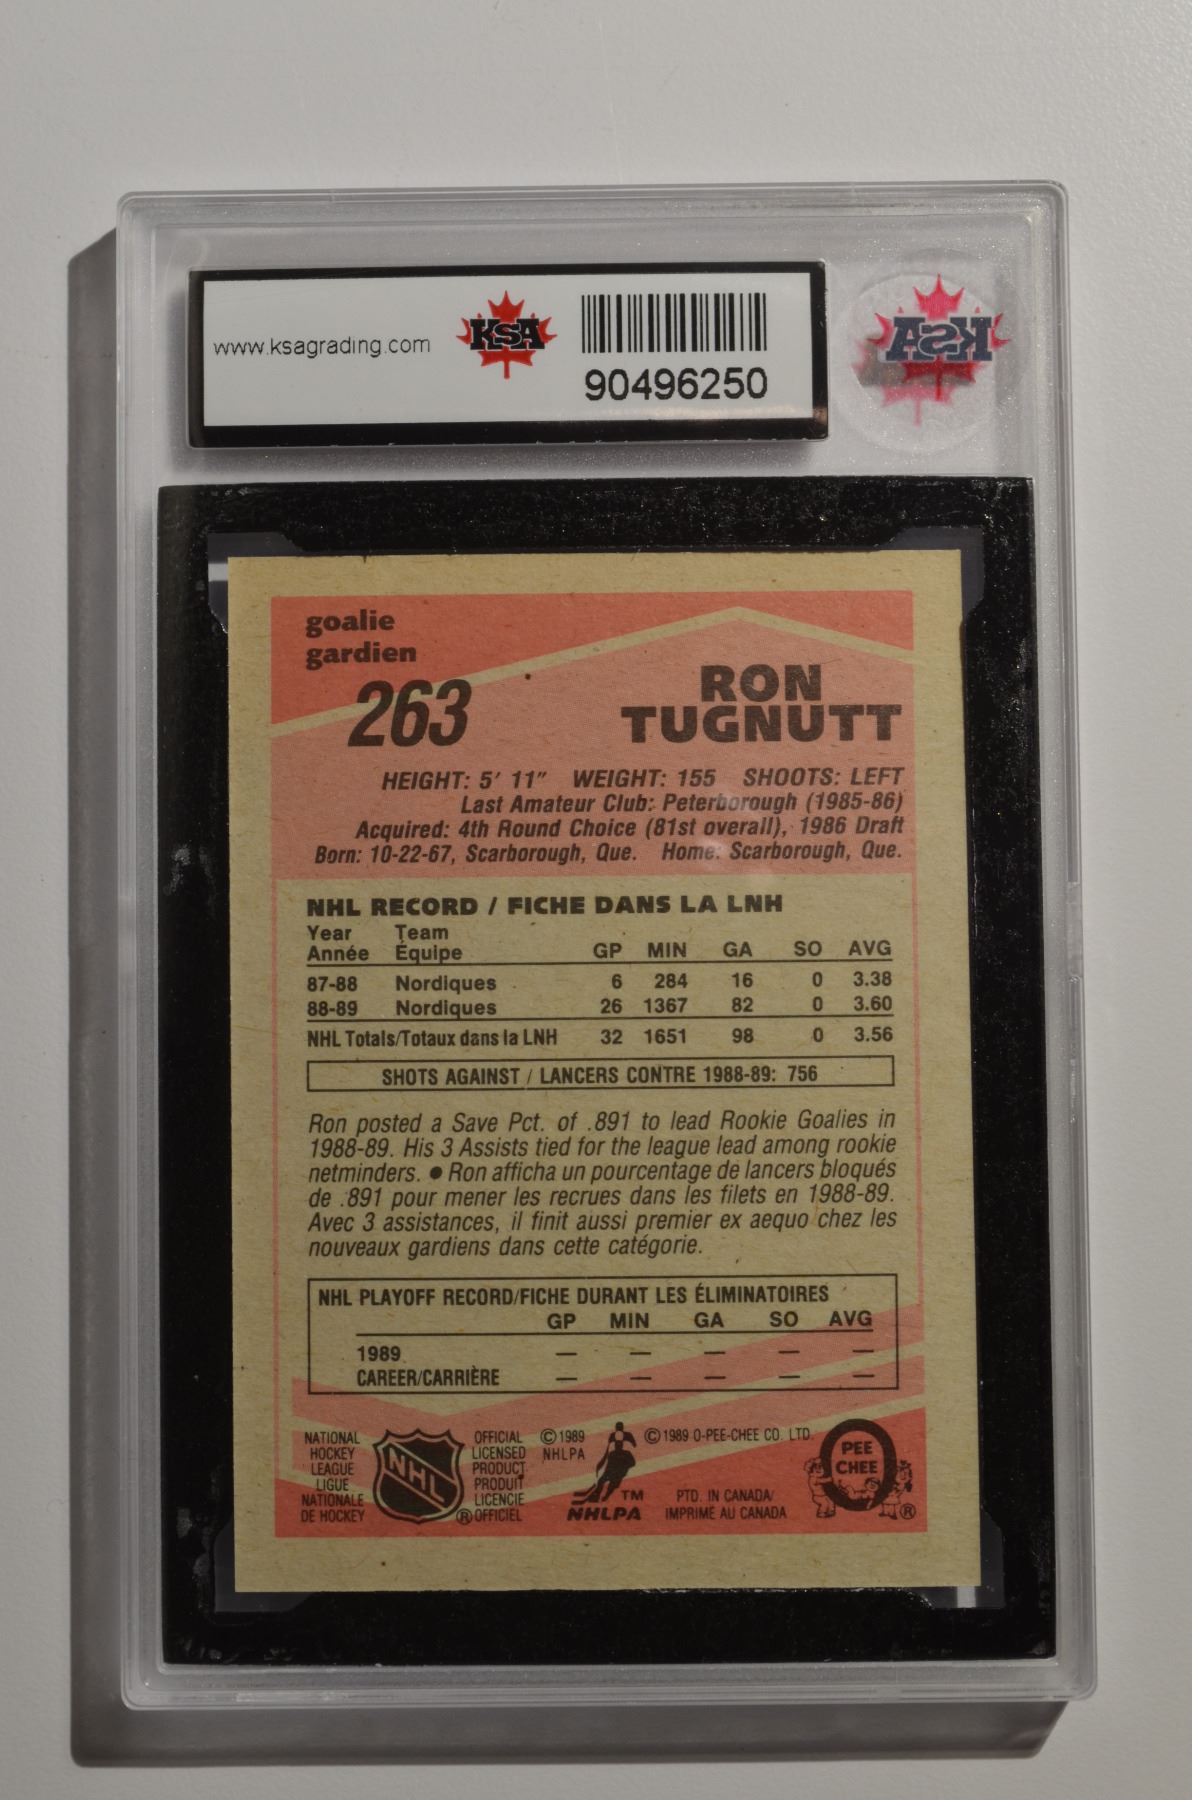 www.ksagrading.com
KSA
90496250
KSA
goalie
gardien
263
RON
TUGNUTT
HEIGHT: 5' 11" WEIGHT: 155 SHOOTS: LEFT
Last Amateur Club: Peterborough (1985-86)
Acquired: 4th Round Choice (81st overall), 1986 Draft
Born: 10-22-67, Scarborough, Que. Home: Scarborough, Que.
NHL RECORD / FICHE DANS LA LNH
Year Team
Année Équipe GP MIN GA SO AVG
87-88 Nordiques 6 284 16 0 3.38
88-89 Nordiques 26 1367 82 0 3.60
NHL Totals/Totaux dans la LNH 32 1651 98 0 3.56
SHOTS AGAINST / LANCERS CONTRE 1988-89: 756
Ron posted a Save Pct. of .891 to lead Rookie Goalies in
1988-89. His 3 Assists tied for the league lead among rookie
netminders. ● Ron afficha un pourcentage de lancers bloqués
de .891 pour mener les recrues dans les filets en 1988-89.
Avec 3 assistances, il finit aussi premier ex aequo chez les
nouveaux gardiens dans cette catégorie.
NHL PLAYOFF RECORD/FICHE DURANT LES ÉLIMINATOIRES
GP MIN GA SO AVG
1989 — — — — —
CAREER/CARRIÈRE — — — — —
NATIONAL
HOCKEY
LEAGUE
LIGUE
NATIONALE
DE HOCKEY
NHL
®
OFFICIAL
LICENSED
PRODUCT
PRODUIT
LICENCIE
OFFICIEL
© 1989
NHLPA
TM
NHLPA
© 1989 O-PEE-CHEE CO. LTD.
PTD. IN CANADA/
IMPRIME AU CANADA
PEE
CHEE
®